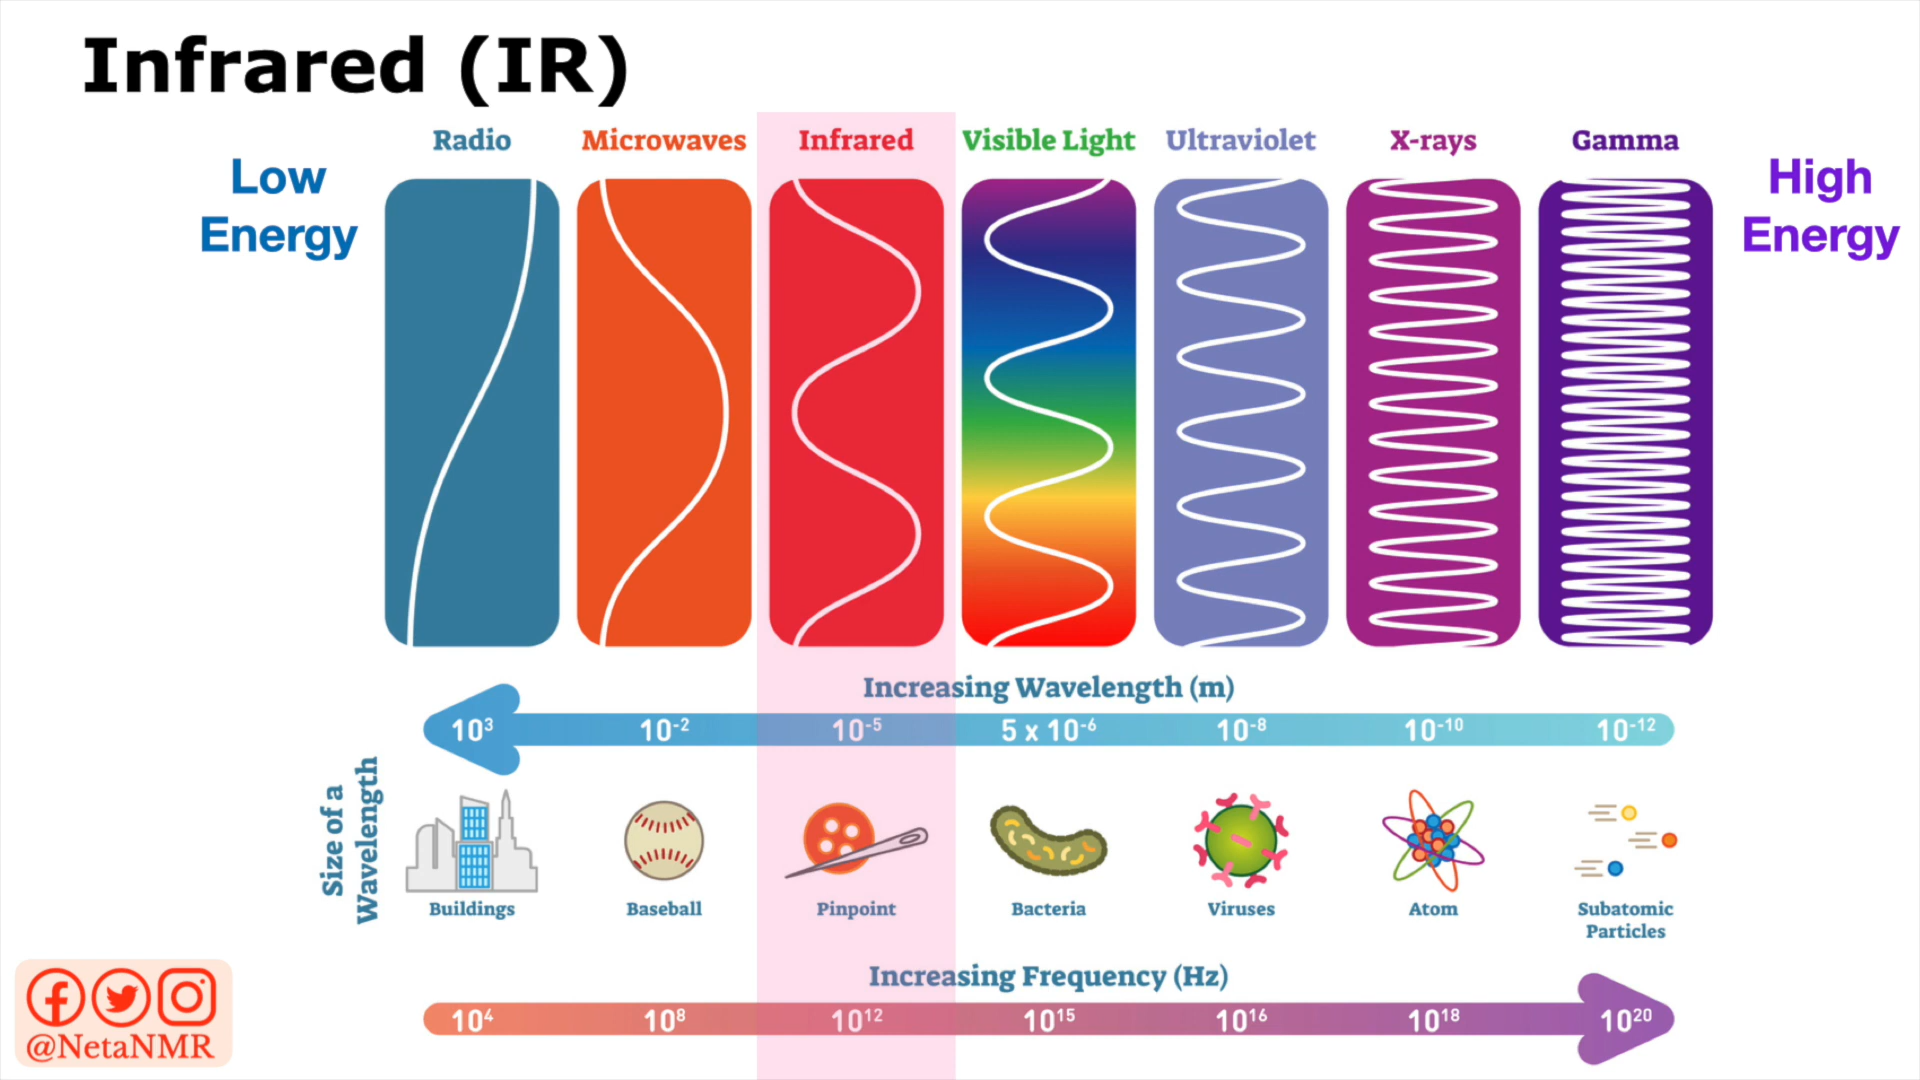 Infrared (IR)
Radio Microwaves Infrared Visible Light Ultraviolet X-rays Gamma
Low
Energy
High
Energy
Increasing Wavelength (m)
10³ 10⁻² 10⁻⁵ 5 x 10⁻⁶ 10⁻⁸ 10⁻¹⁰ 10⁻¹²
Size of a
Wavelength
Buildings Baseball Pinpoint Bacteria Viruses Atom Subatomic
Particles
Increasing Frequency (Hz)
10⁴ 10⁸ 10¹² 10¹⁵ 10¹⁶ 10¹⁸ 10²⁰
@NetaNMR